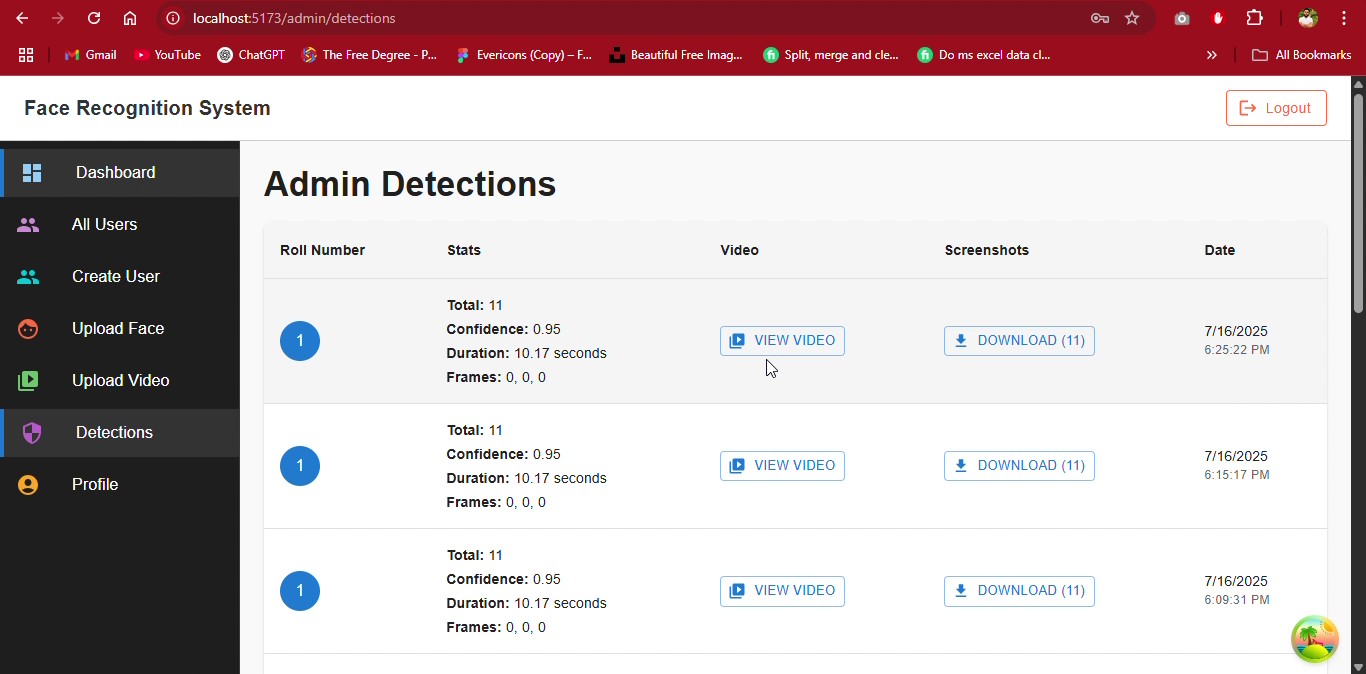 localhost:5173/admin/detections
Gmail
YouTube
ChatGPT
The Free Degree - P...
Evericons (Copy) – F...
Beautiful Free Imag...
Split, merge and cle...
Do ms excel data cl...
All Bookmarks
Face Recognition System
Logout
Dashboard
All Users
Create User
Upload Face
Upload Video
Detections
Profile
Admin Detections
Roll Number Stats Video Screenshots Date
1
Total: 11
Confidence: 0.95
Duration: 10.17 seconds
Frames: 0, 0, 0
VIEW VIDEO
DOWNLOAD (11)
7/16/2025
6:25:22 PM
1
Total: 11
Confidence: 0.95
Duration: 10.17 seconds
Frames: 0, 0, 0
VIEW VIDEO
DOWNLOAD (11)
7/16/2025
6:15:17 PM
1
Total: 11
Confidence: 0.95
Duration: 10.17 seconds
Frames: 0, 0, 0
VIEW VIDEO
DOWNLOAD (11)
7/16/2025
6:09:31 PM